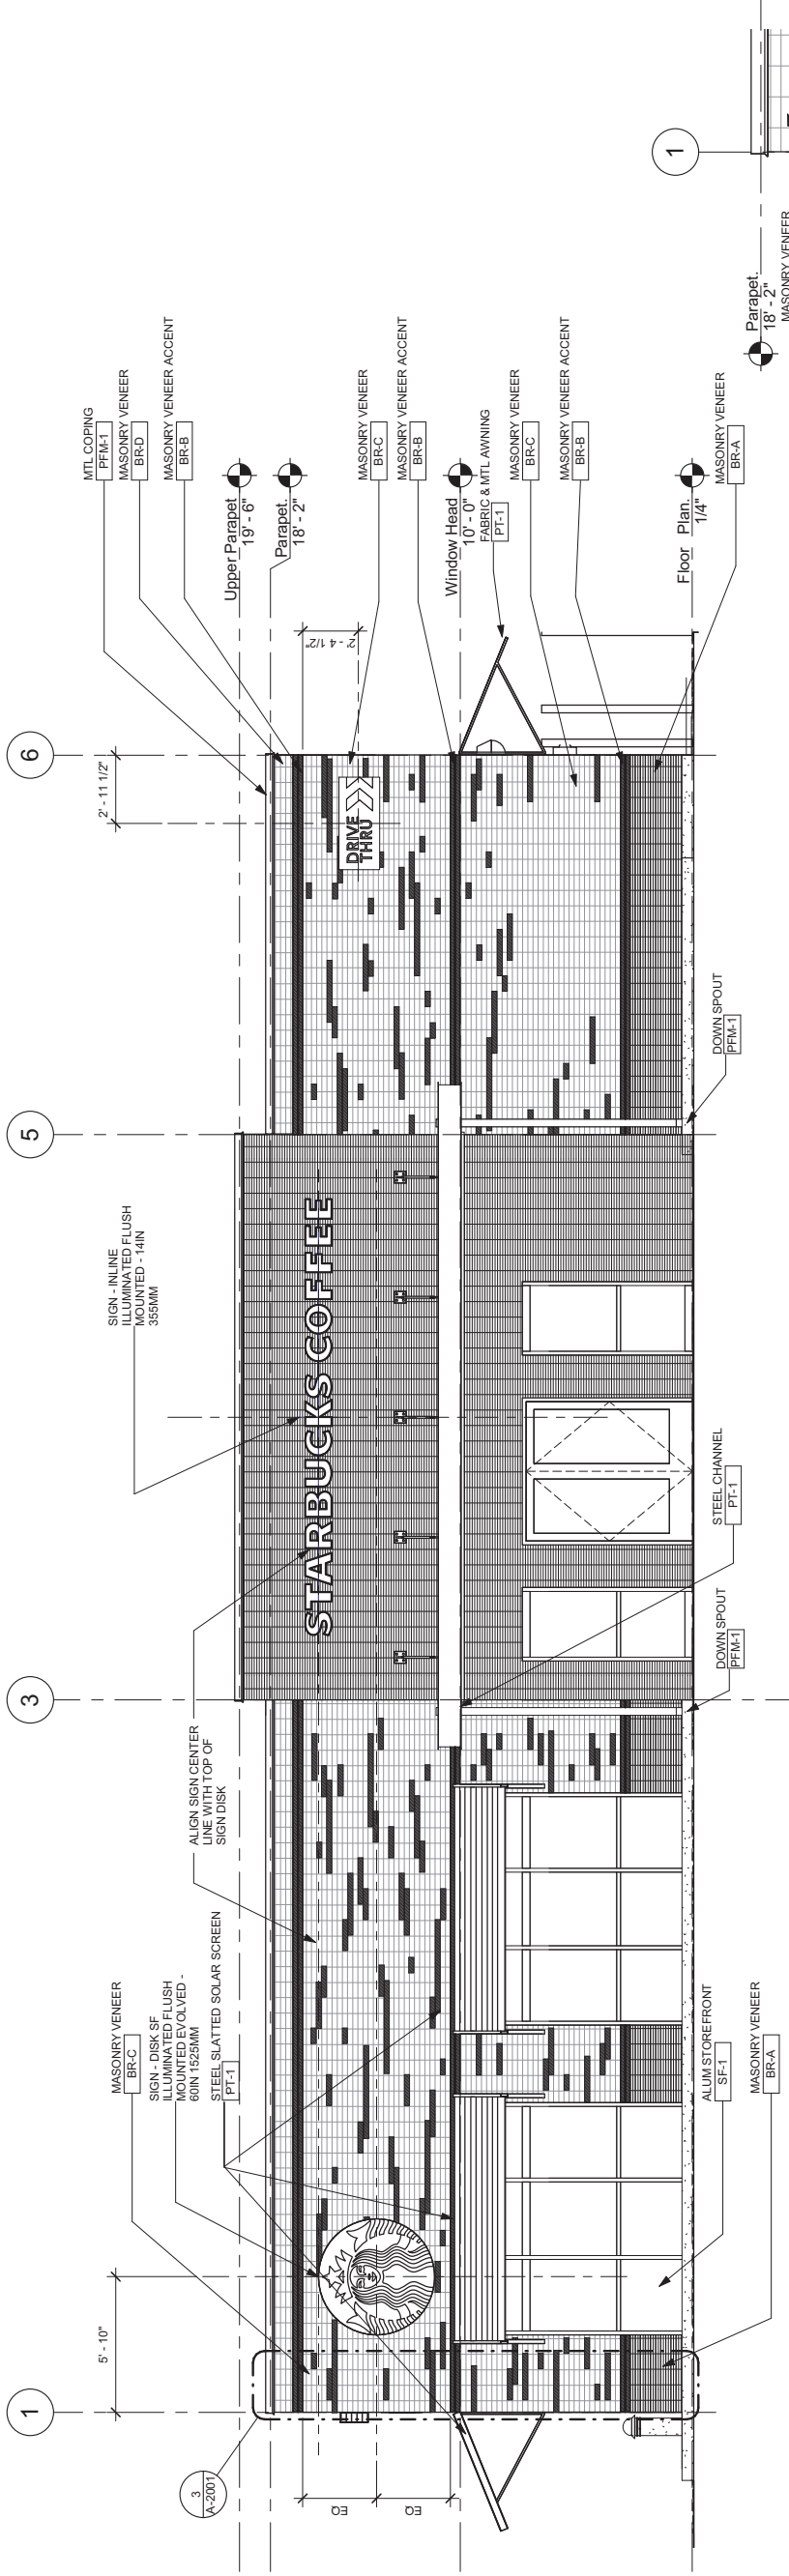 1
3
5
6
1
3
A-2001
5' - 10"
EQ
EQ
MASONRY VENEER
BR-C
SIGN - DISK SF
ILLUMINATED FLUSH
MOUNTED EVOLVED -
60IN 1525MM
STEEL SLATTED SOLAR SCREEN
PT-1
ALIGN SIGN CENTER
LINE WITH TOP OF
SIGN DISK
SIGN - INLINE
ILLUMINATED FLUSH
MOUNTED - 14IN
355MM
STARBUCKS COFFEE
DRIVE
THRU
2' - 11 1/2"
2' - 4 1/2"
MTL COPING
PFM-1
MASONRY VENEER
BR-D
MASONRY VENEER ACCENT
BR-B
Upper Parapet
19' - 6"
Parapet.
18' - 2"
MASONRY VENEER
BR-C
MASONRY VENEER ACCENT
BR-B
Window Head
10' - 0"
FABRIC & MTL AWNING
PT-1
MASONRY VENEER
BR-C
MASONRY VENEER ACCENT
BR-B
Floor Plan.
1/4"
MASONRY VENEER
BR-A
ALUM STOREFRONT
SF-1
MASONRY VENEER
BR-A
DOWN SPOUT
PFM-1
STEEL CHANNEL
PT-1
DOWN SPOUT
PFM-1
Parapet.
18' - 2"
MASONRY VENEER